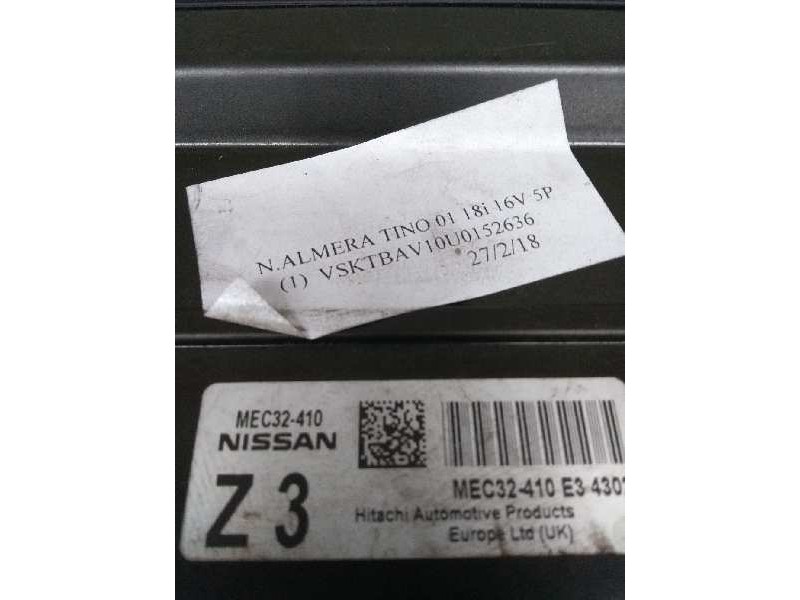 N.ALMERA TINO 01 18i 16V 5P
(1) VSKTBAV10U0152636
27/2/18
MEC32-410
NISSAN
Z 3
MEC32-410 E3 430
Hitachi Automotive Products
Europe Ltd (UK)